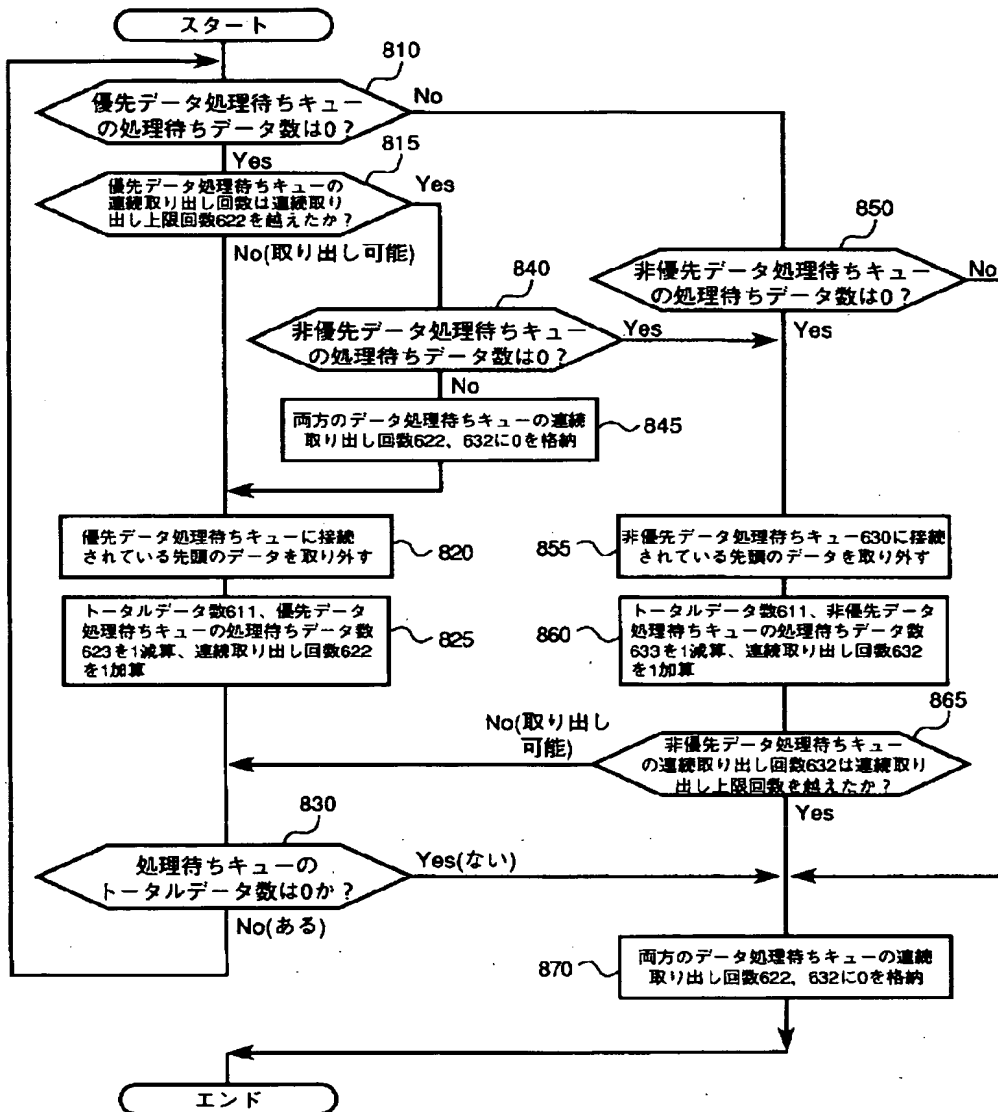 スタート
810
優先データ処理待ちキュー
の処理待ちデータ数は0?
No
Yes
815
優先データ処理待ちキューの
連続取り出し回数は連続取り
出し上限回数622を越えたか?
Yes
No(取り出し可能)
850
非優先データ処理待ちキュー
の処理待ちデータ数は0?
No
Yes
840
非優先データ処理待ちキュー
の処理待ちデータ数は0?
Yes
No
両方のデータ処理待ちキューの連続
取り出し回数622、632に0を格納
845
優先データ処理待ちキューに接続
されている先頭のデータを取り外す
820
855
非優先データ処理待ちキュー630に接続
されている先頭のデータを取り外す
トータルデータ数611、優先データ
処理待ちキューの処理待ちデータ数
623を1減算、連続取り出し回数622
を1加算
825
860
トータルデータ数611、非優先データ
処理待ちキューの処理待ちデータ数
633を1減算、連続取り出し回数632
を1加算
865
No(取り出し
可能)
非優先データ処理待ちキュー
の連続取り出し回数632は連続取り
出し上限回数を越えたか?
Yes
830
処理待ちキューの
トータルデータ数は0か?
Yes(ない)
No(ある)
870
両方のデータ処理待ちキューの連続
取り出し回数622、632に0を格納
エンド